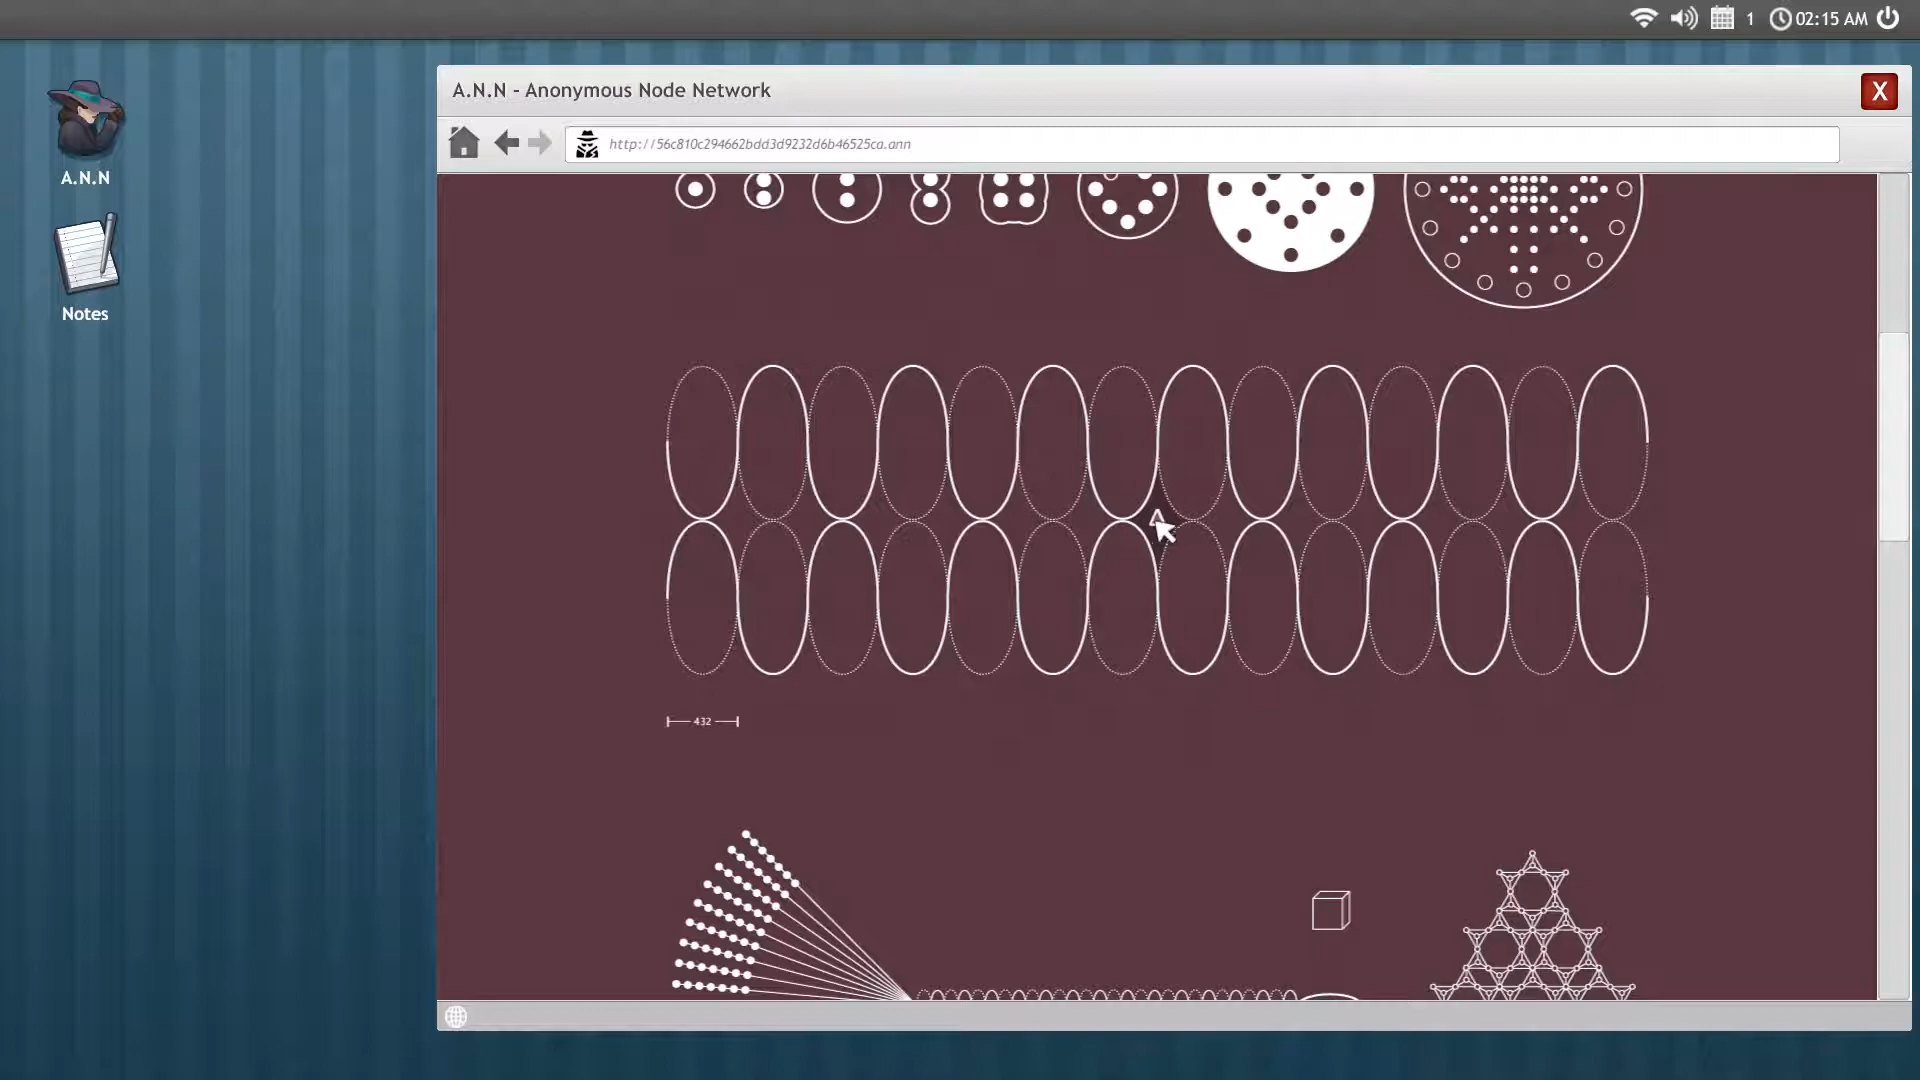 1 02:15 AM
A.N.N - Anonymous Node Network
X
http://56c810c294662bdd3d9232d6b46525ca.ann
A.N.N
Notes
432